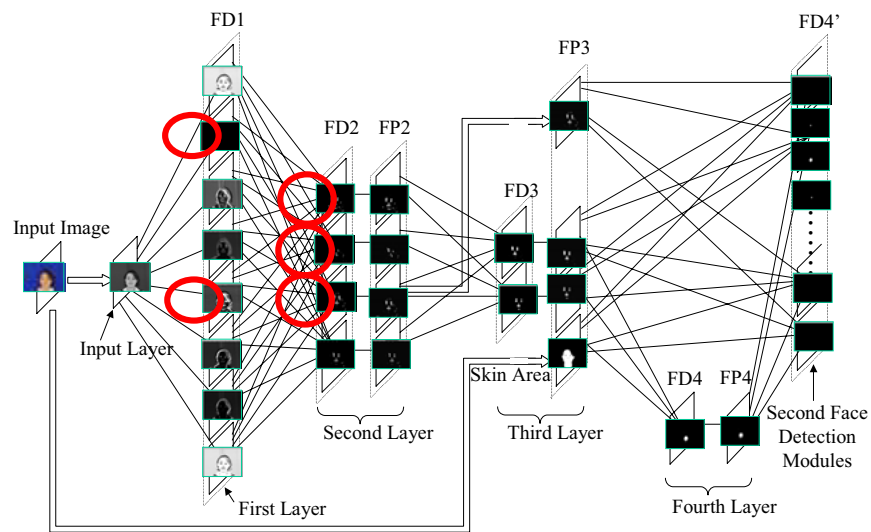 FD1
FD4’
FP3
FD2 FP2
FD3
Input Image
Input Layer
Skin Area
FD4 FP4
Second Layer
Third Layer
Second Face
Detection
Modules
First Layer
Fourth Layer